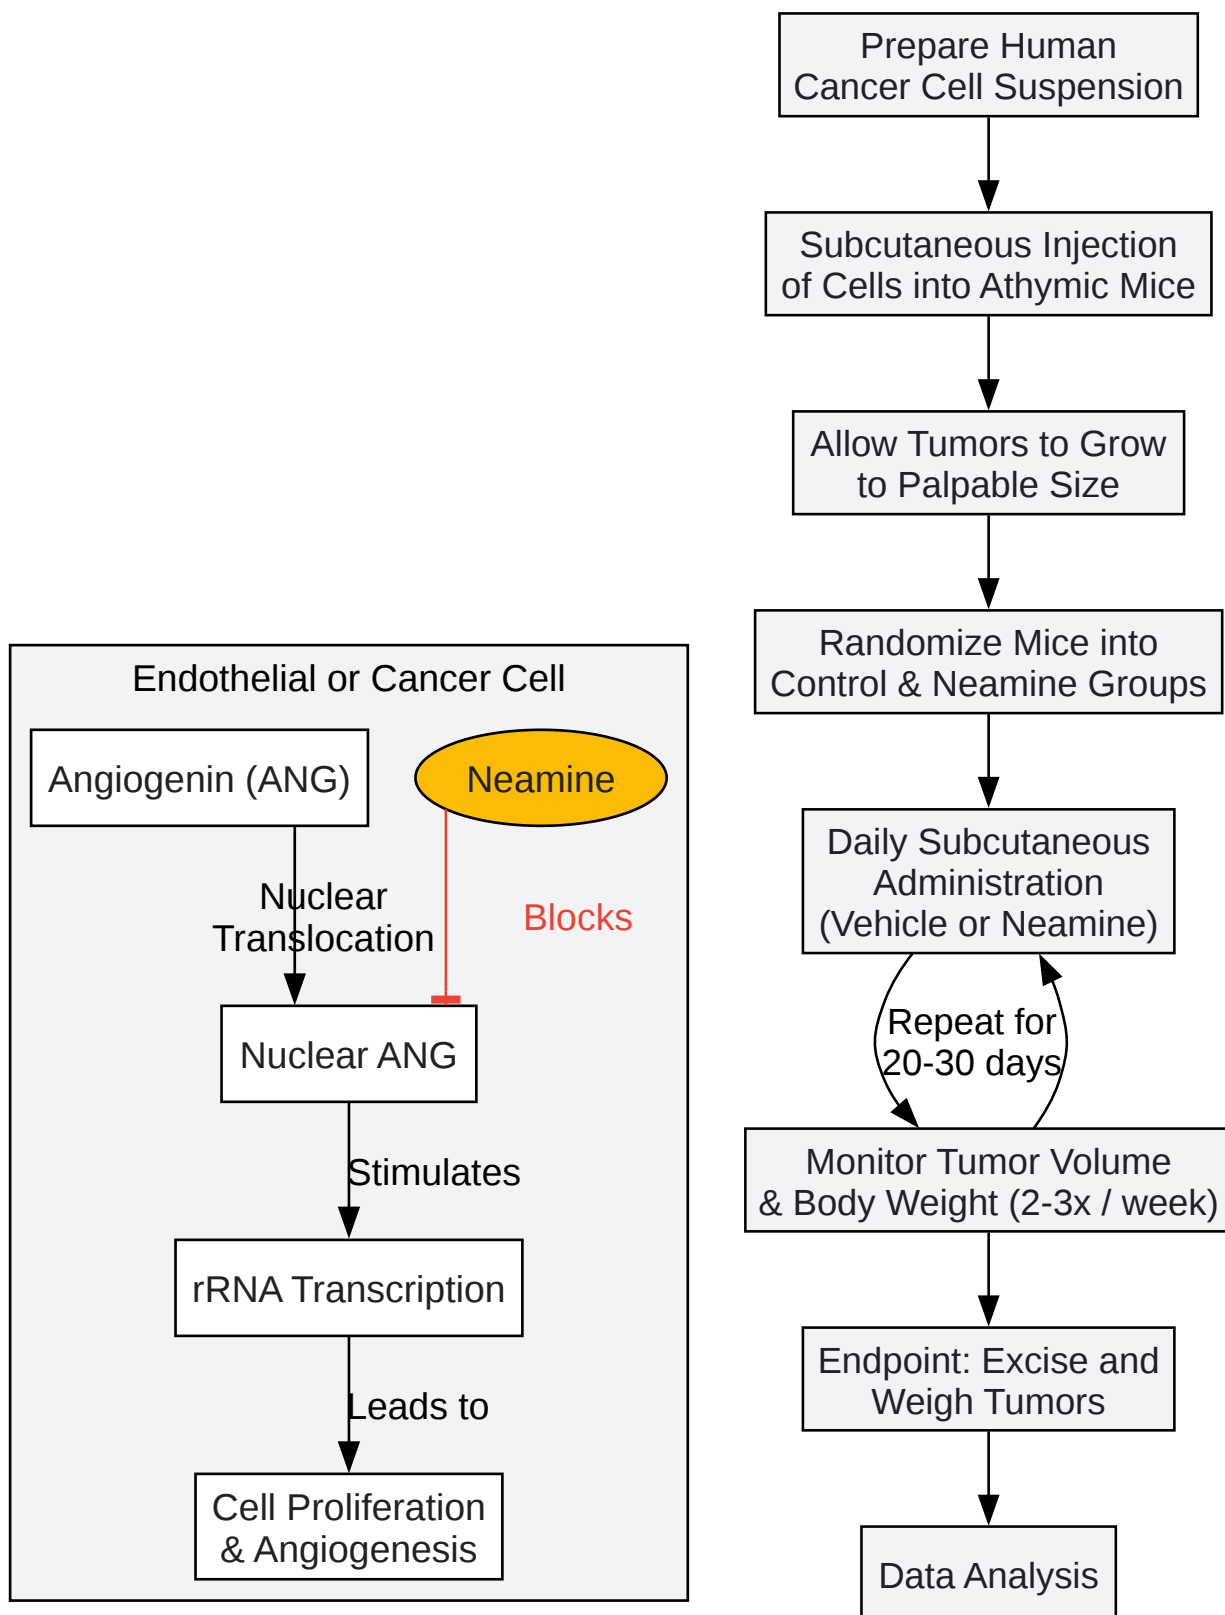 Prepare Human
Cancer Cell Suspension
Subcutaneous Injection
of Cells into Athymic Mice
Allow Tumors to Grow
to Palpable Size
Randomize Mice into
Control & Neamine Groups
Daily Subcutaneous
Administration
(Vehicle or Neamine)
Repeat for
20-30 days
Monitor Tumor Volume
& Body Weight (2-3x / week)
Endpoint: Excise and
Weigh Tumors
Data Analysis
Endothelial or Cancer Cell
Angiogenin (ANG)
Neamine
Nuclear
Translocation
Blocks
Nuclear ANG
Stimulates
rRNA Transcription
Leads to
Cell Proliferation
& Angiogenesis